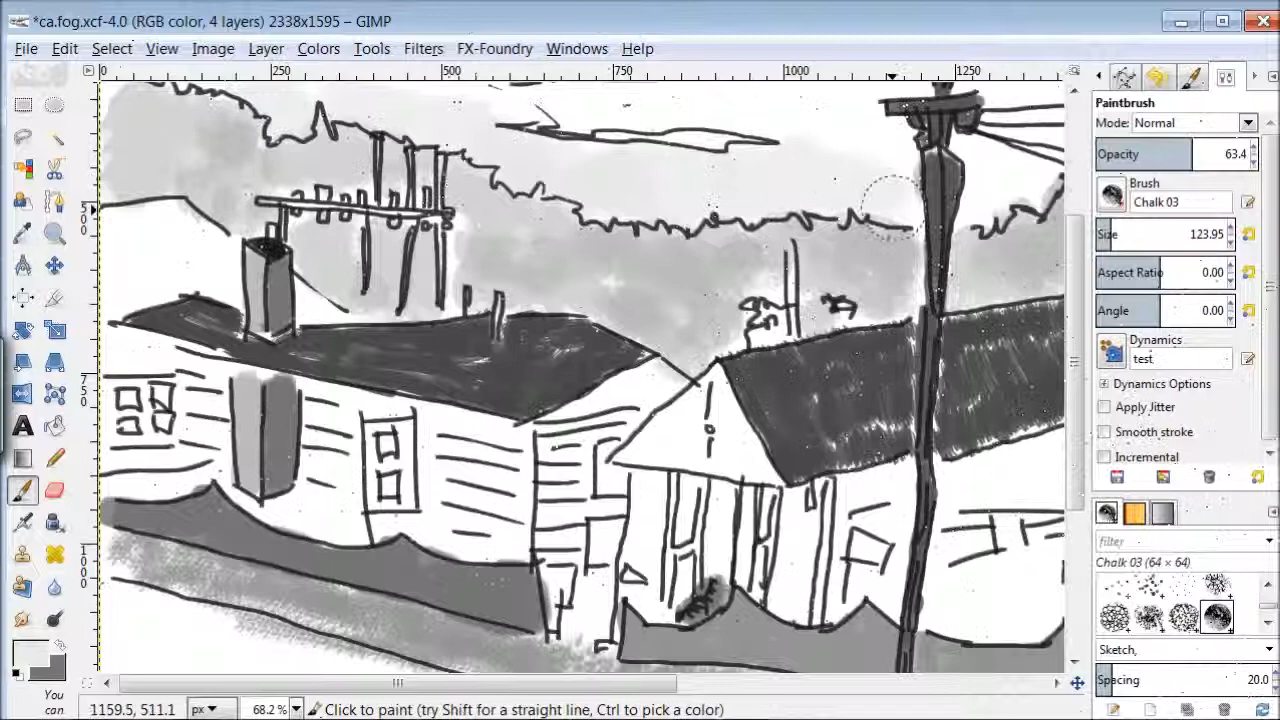 *ca.fog.xcf-4.0 (RGB color, 4 layers) 2338x1595 – GIMP
File Edit Select View Image Layer Colors Tools Filters FX-Foundry Windows Help
0 250 500 750 1000 1250
500
750
1000
Paintbrush
Mode: Normal
Opacity 63.4
Brush
Chalk 03
Size 123.95
Aspect Ratio 0.00
Angle 0.00
Dynamics
test
Dynamics Options
Apply Jitter
Smooth stroke
Incremental
filter
Chalk 03 (64 × 64)
Sketch,
Spacing 20.0
You
can
1159.5, 511.1 px 68.2 % Click to paint (try Shift for a straight line, Ctrl to pick a color)